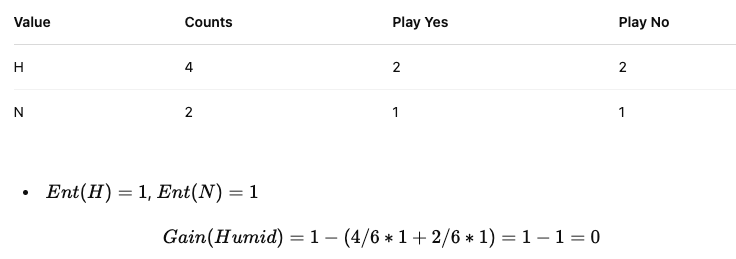 Value Counts Play Yes Play No
H 4 2 2
N 2 1 1
• Ent(H) = 1, Ent(N) = 1
Gain(Humid) = 1 − (4/6 ∗ 1 + 2/6 ∗ 1) = 1 − 1 = 0